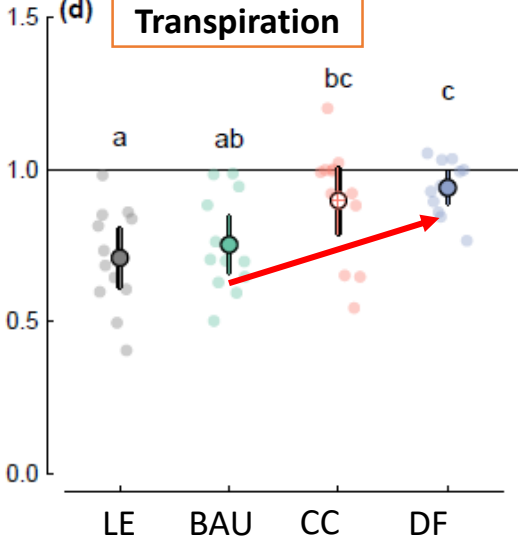 (d)
Transpiration
1.5
1.0
0.5
0.0
a
ab
bc
c
LE
BAU
CC
DF